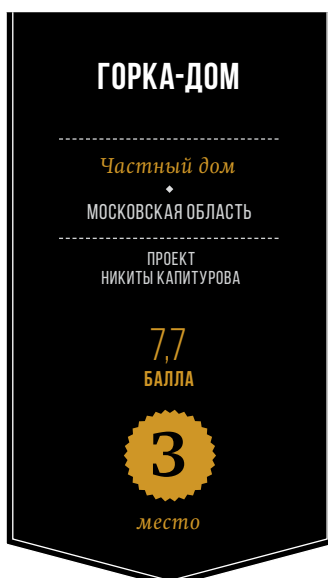 ГОРКА-ДОМ
Частный дом
МОСКОВСКАЯ ОБЛАСТЬ
ПРОЕКТ
НИКИТЫ КАПИТУРОВА
7,7
БАЛЛА
3
место